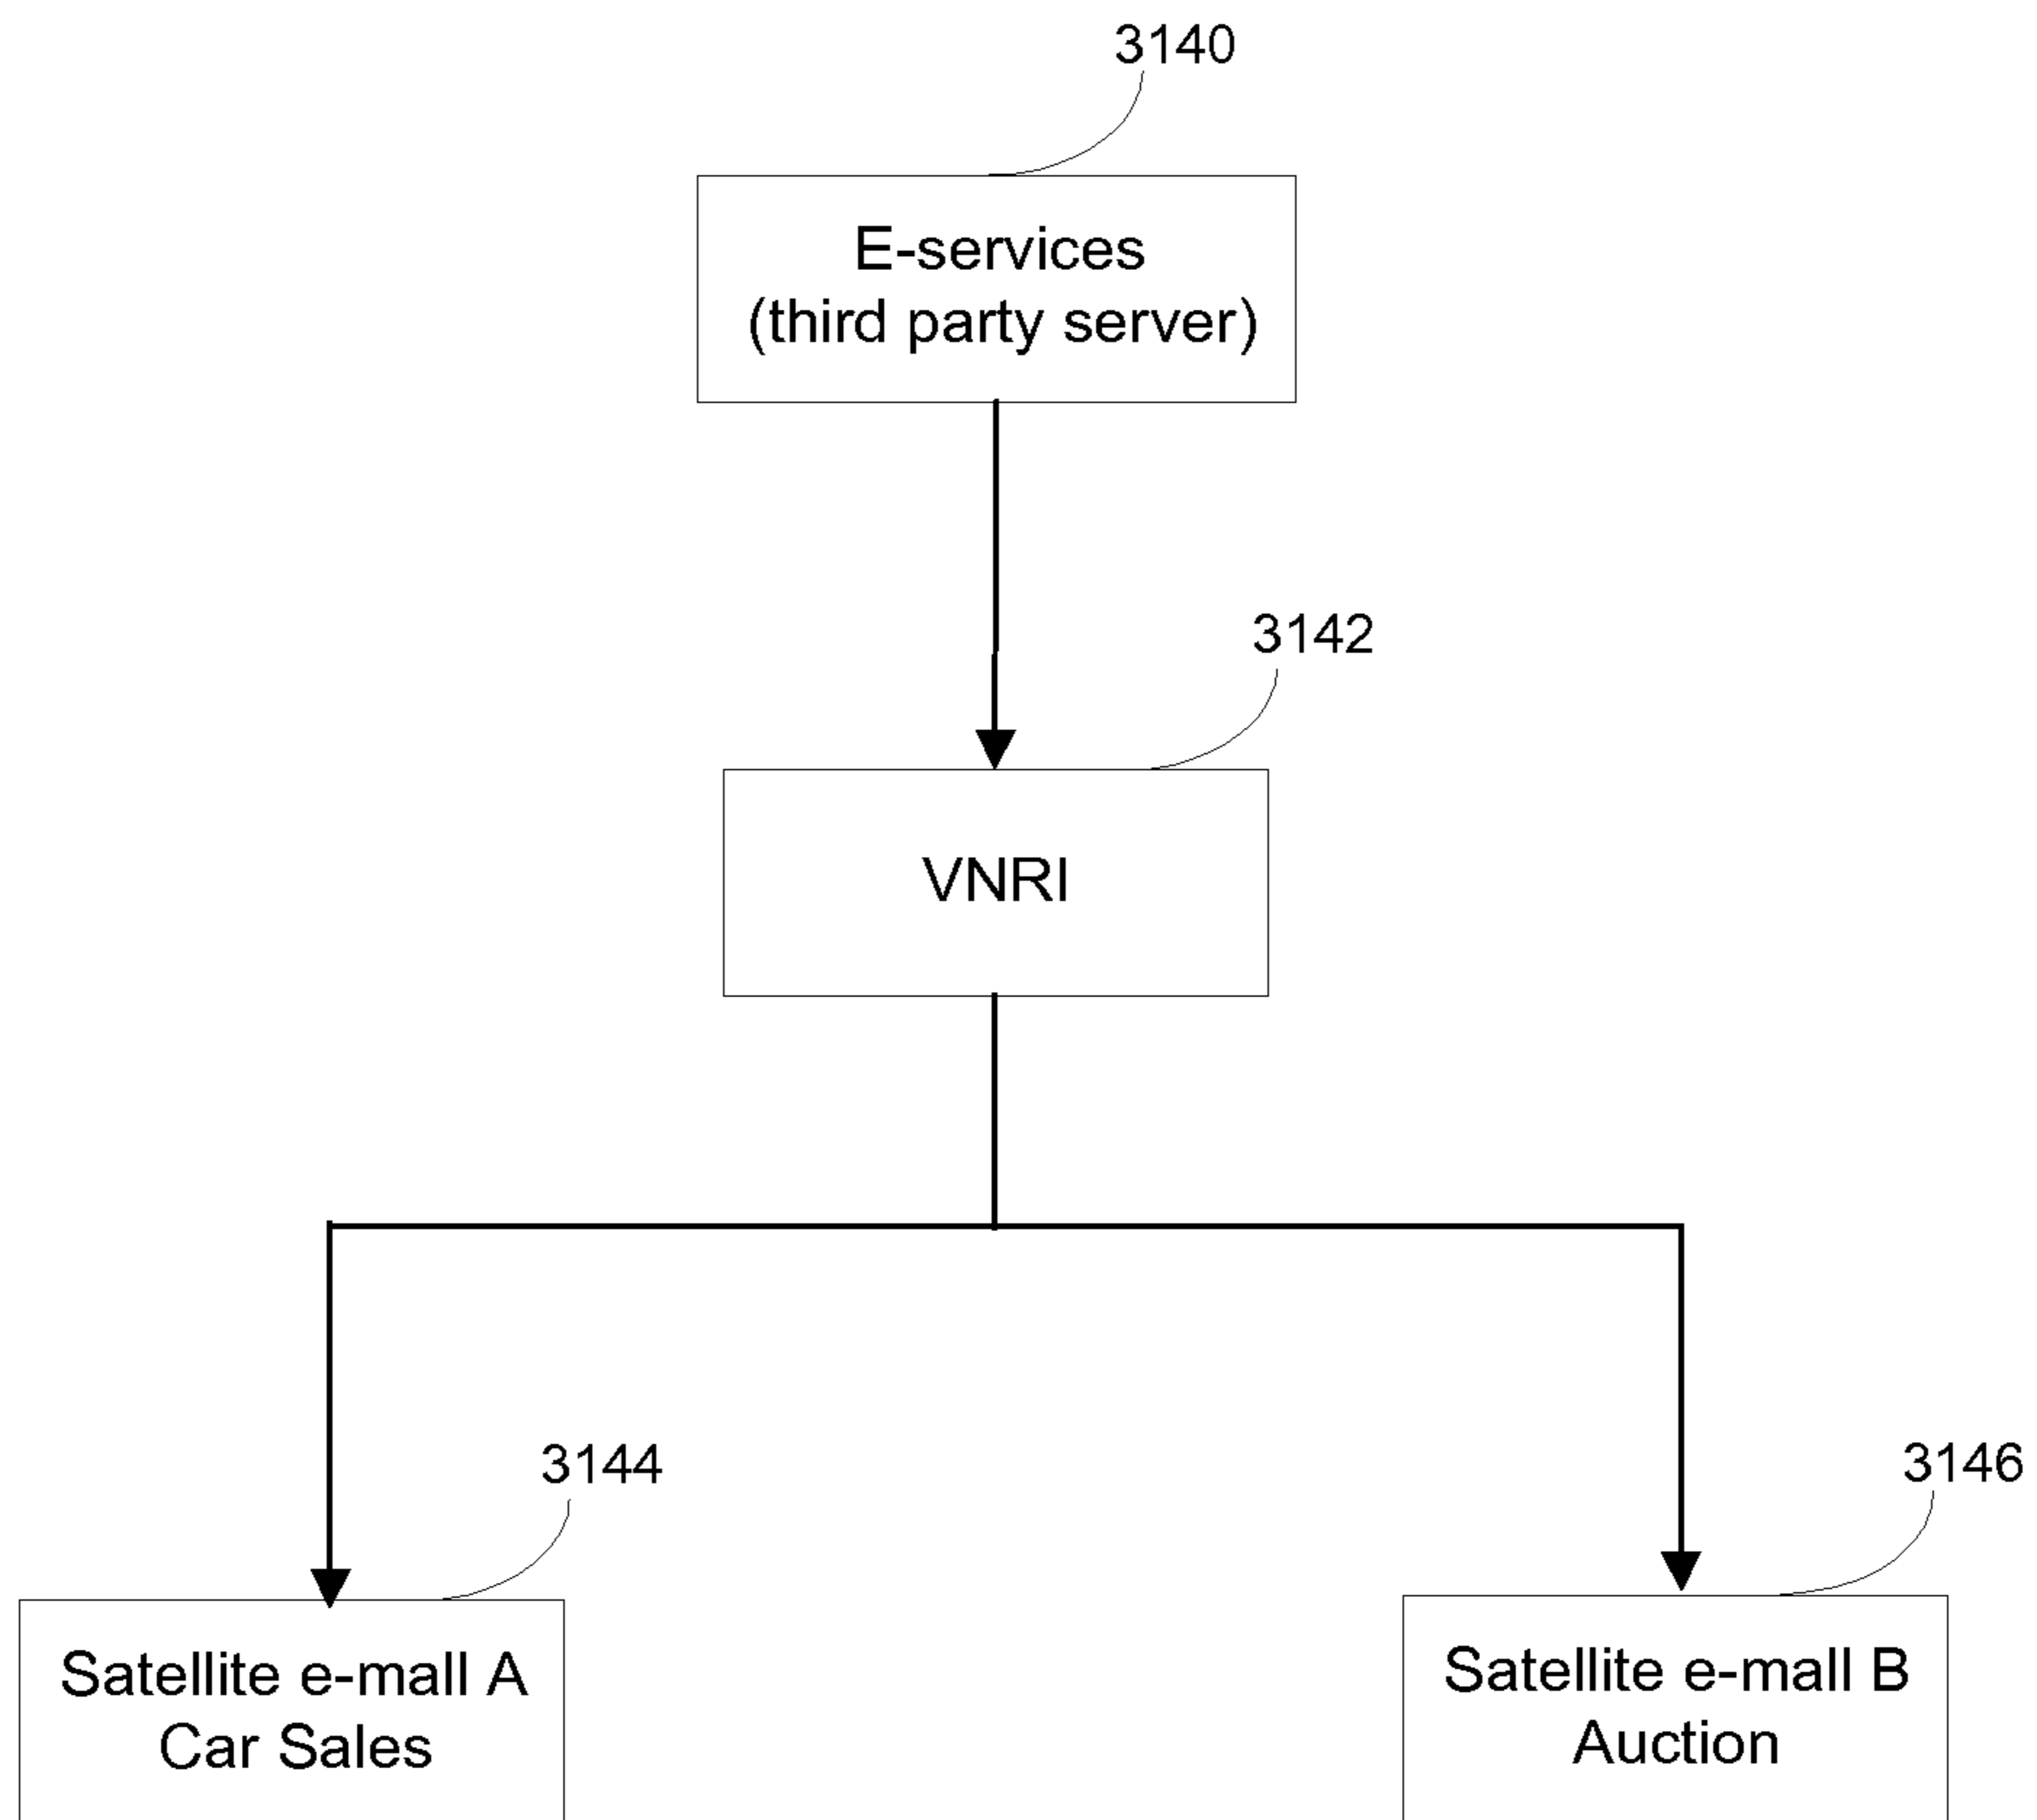 3140
E-services
(third party server)
3142
VNRI
3144
3146
Satellite e-mall A
Car Sales
Satellite e-mall B
Auction